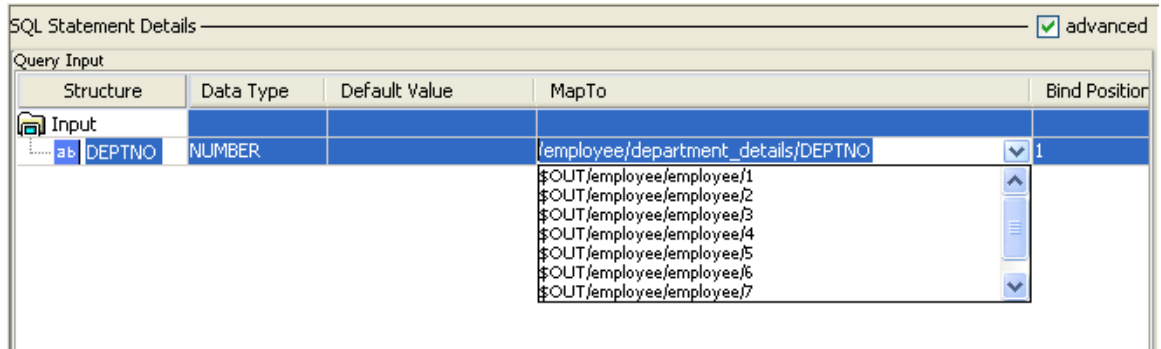 SQL Statement Details
advanced
Query Input
Structure Data Type Default Value MapTo Bind Position
Input
ab DEPTNO NUMBER /employee/department_details/DEPTNO 1
$OUT/employee/employee/1
$OUT/employee/employee/2
$OUT/employee/employee/3
$OUT/employee/employee/4
$OUT/employee/employee/5
$OUT/employee/employee/6
$OUT/employee/employee/7